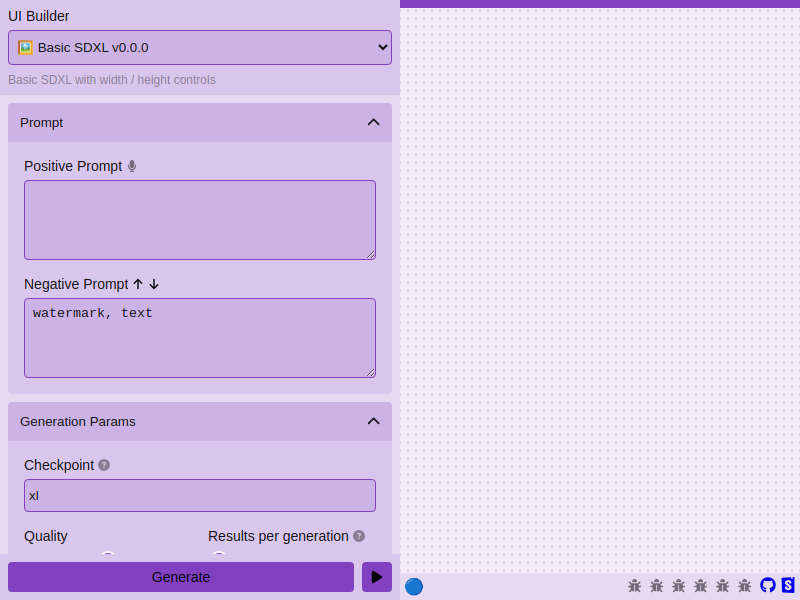 UI Builder
🖼️ Basic SDXL v0.0.0
Basic SDXL with width / height controls
Prompt
Positive Prompt
Negative Prompt ↑ ↓
watermark, text
Generation Params
Checkpoint ?
xl
Quality
Results per generation ?
Generate